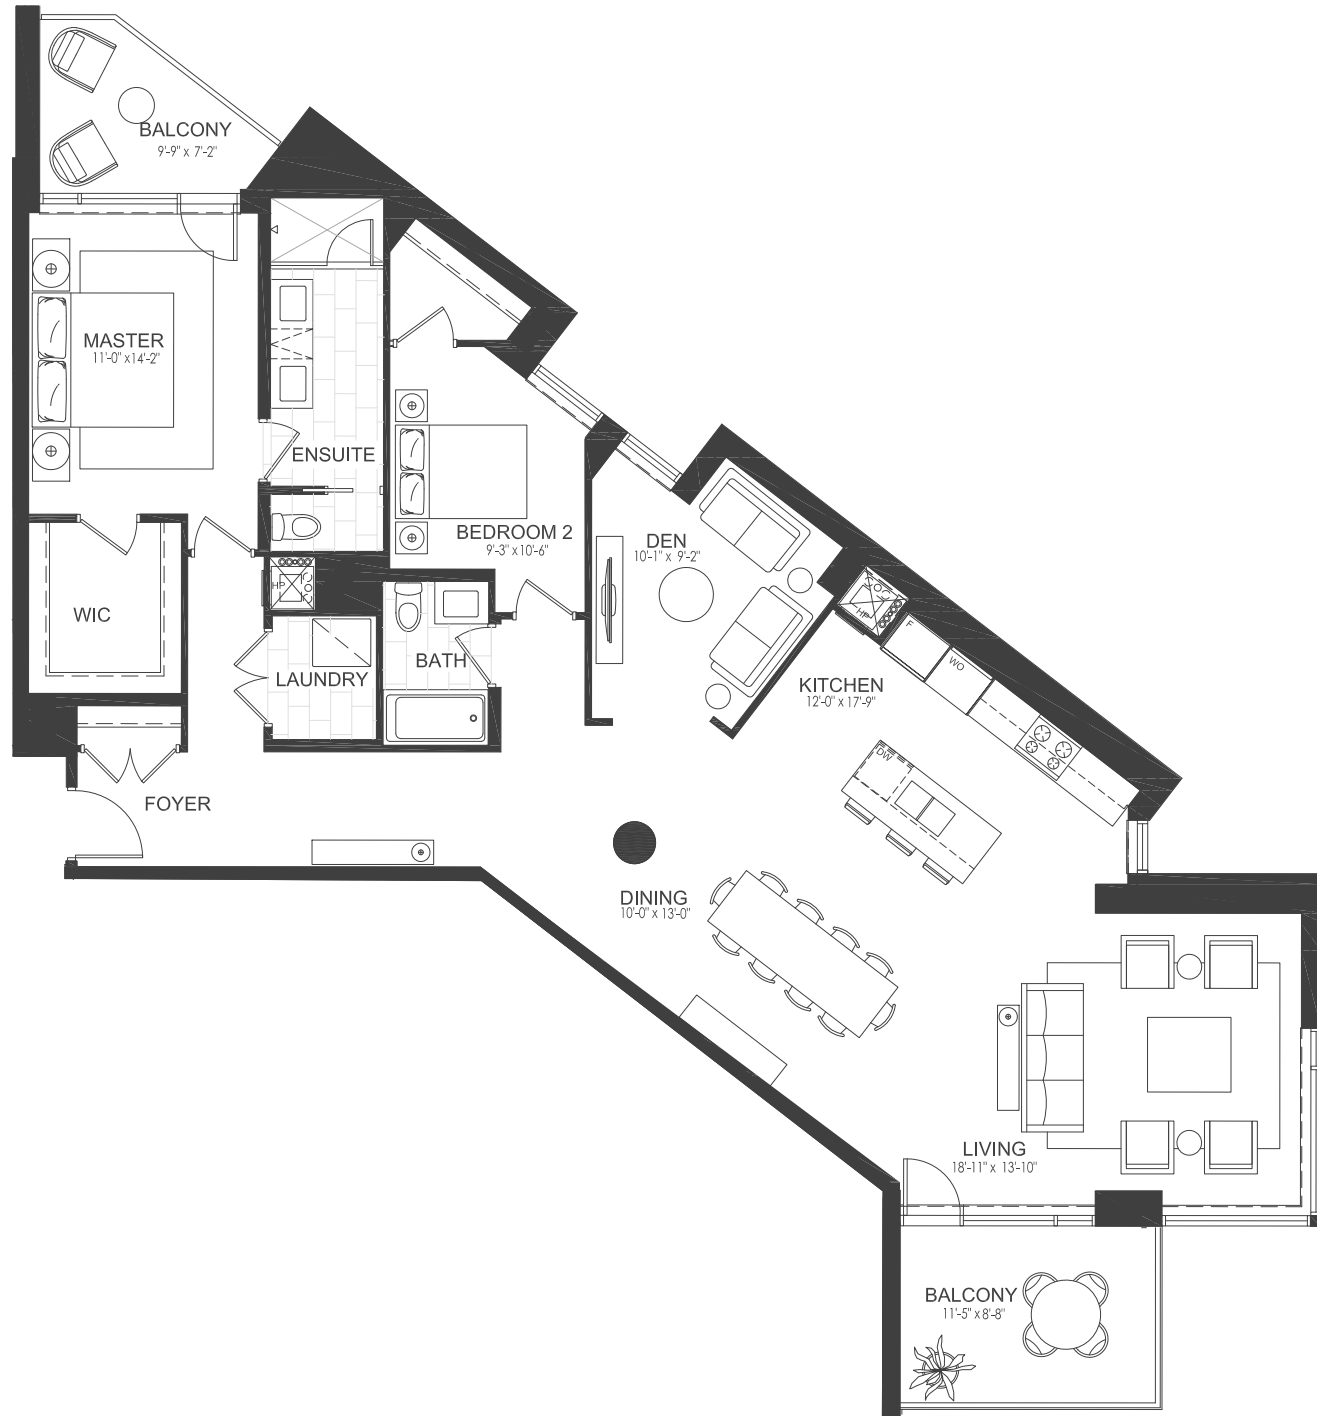 BALCONY
9'-9" x 7'-2"
MASTER
11'-0" x14'-2"
ENSUITE
BEDROOM 2
9'-3" x10'-6"
DEN
10'-1" x 9'-2"
HP
WIC
BATH
LAUNDRY
HP
F
WO
KITCHEN
12'-0" x 17'-9"
DW
FOYER
DINING
10'-0" x 13'-0"
LIVING
18'-11" x 13'-10"
BALCONY
11'-5" x 8'-8"